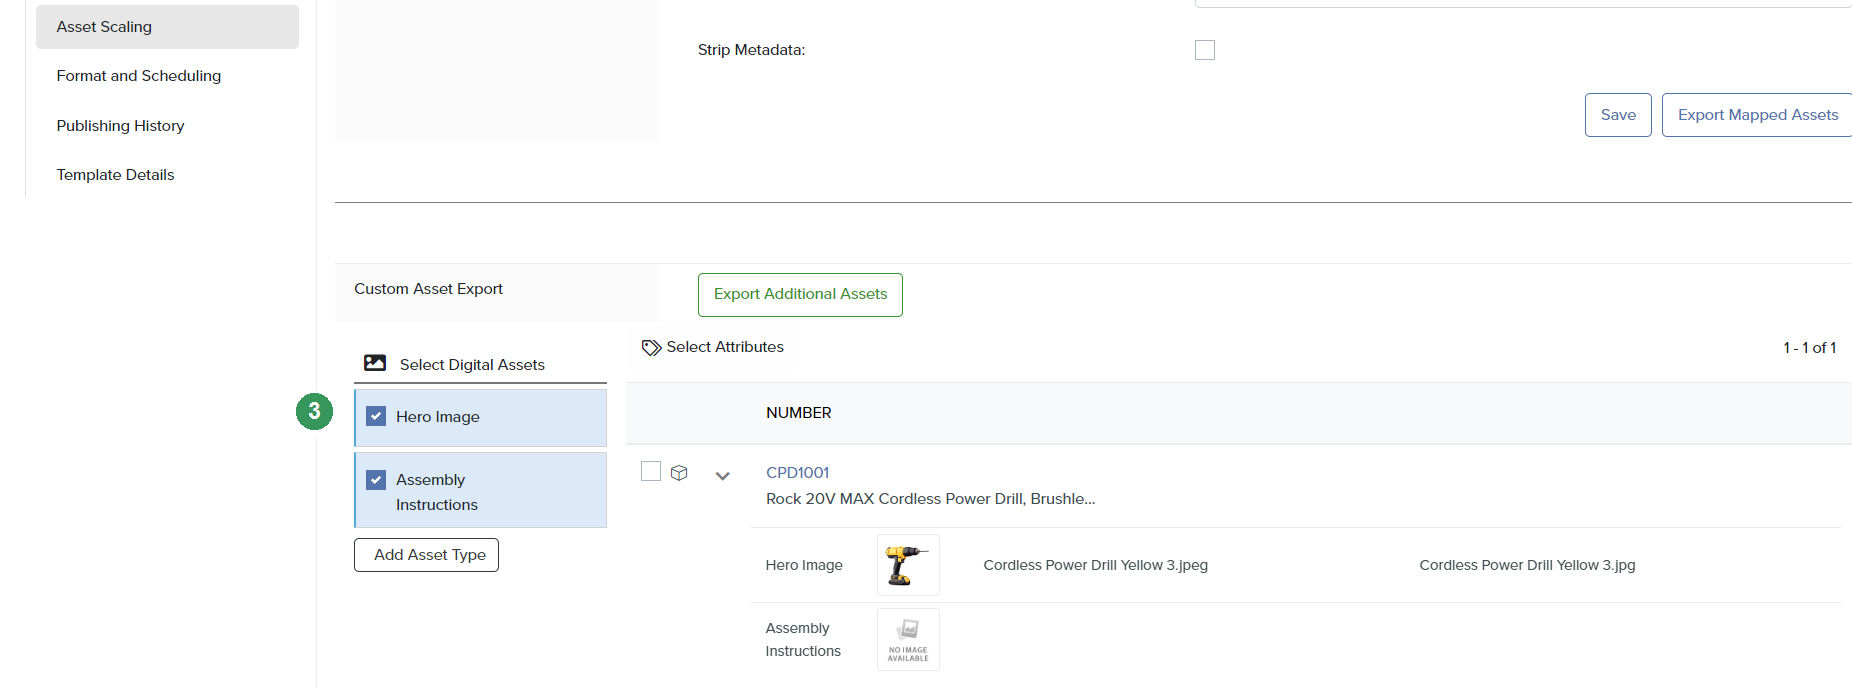 Asset Scaling
Format and Scheduling
Publishing History
Template Details
Strip Metadata:
Save
Export Mapped Assets
Custom Asset Export
Export Additional Assets
Select Digital Assets
3
Hero Image
Assembly
Instructions
Add Asset Type
Select Attributes
1 - 1 of 1
NUMBER
CPD1001
Rock 20V MAX Cordless Power Drill, Brushle...
Hero Image
Cordless Power Drill Yellow 3.jpeg
Cordless Power Drill Yellow 3.jpg
Assembly
Instructions
NO IMAGE
AVAILABLE